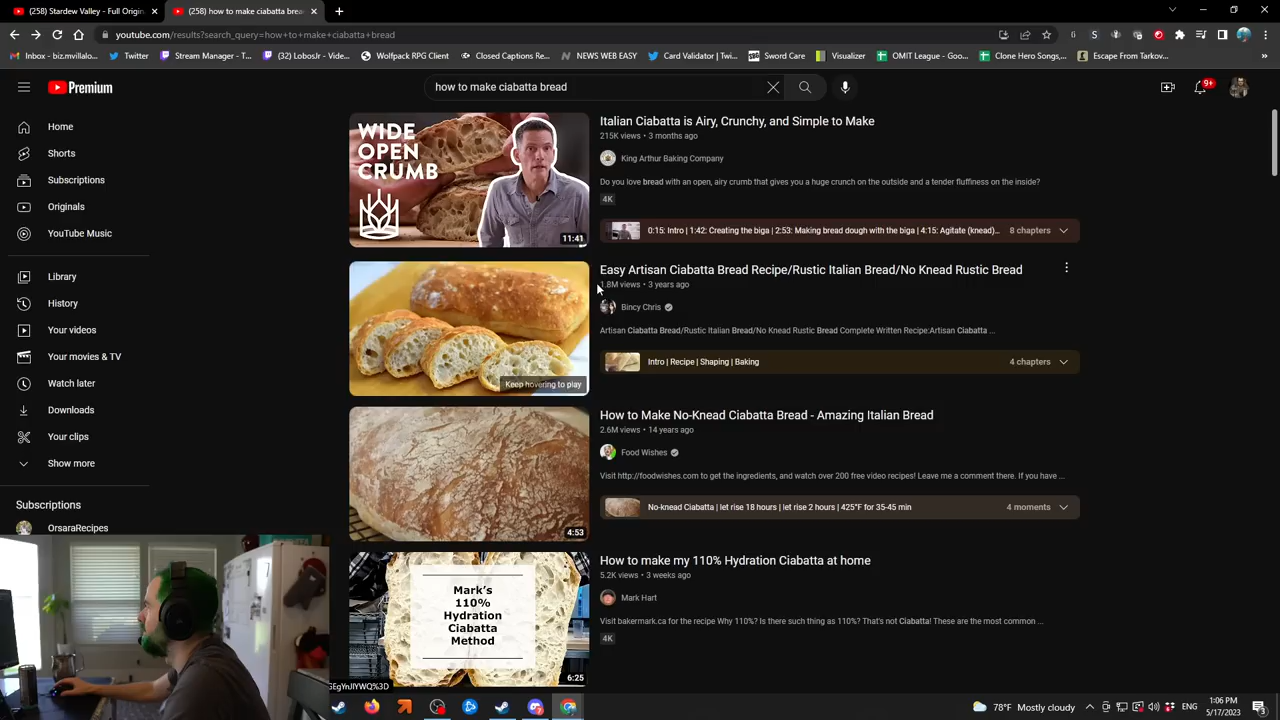 (258) Stardew Valley - Full Origin
(258) how to make ciabatta brea
youtube.com/results?search_query=how+to+make+ciabatta+bread
Inbox - biz.mvillalo...
Twitter
Stream Manager - T...
(32) LobosJr - Twitch
Wolfpack RPG Client
Closed Captions Re...
NEWS WEB EASY
Card Validator | Twi...
Sword Care
Visualizer
OMIT League - Goo...
Clone Hero Songs,...
Escape From Tarkov...
Premium
how to make ciabatta bread
9+
Home
Shorts
Subscriptions
Originals
YouTube Music
Library
History
Your videos
Your movies & TV
Watch later
Downloads
Your clips
Show more
Subscriptions
OrsaraRecipes
WIDE
OPEN
CRUMB
11:41
Italian Ciabatta is Airy, Crunchy, and Simple to Make
215K views • 3 months ago
King Arthur Baking Company
Do you love bread with an open, airy crumb that gives you a huge crunch on the outside and a tender fluffiness on the inside?
4K
0:15: Intro | 1:42: Creating the biga | 2:53: Making bread dough with the biga | 4:15: Agitate (knead)...
8 chapters
Keep hovering to play
Easy Artisan Ciabatta Bread Recipe/Rustic Italian Bread/No Knead Rustic Bread
1.8M views • 3 years ago
Bincy Chris
Artisan Ciabatta Bread/Rustic Italian Bread/No Knead Rustic Bread Complete Written Recipe:Artisan Ciabatta ...
Intro | Recipe | Shaping | Baking
4 chapters
4:53
How to Make No-Knead Ciabatta Bread - Amazing Italian Bread
2.6M views • 14 years ago
Food Wishes
Visit http://foodwishes.com to get the ingredients, and watch over 200 free video recipes! Leave me a comment there. If you have ...
No-knead Ciabatta | let rise 18 hours | let rise 2 hours | 425°F for 35-45 min
4 moments
Mark's
110%
Hydration
Ciabatta
Method
6:25
How to make my 110% Hydration Ciabatta at home
5.2K views • 3 weeks ago
Mark Hart
Visit bakermark.ca for the recipe Why 110%? Is there such thing as 110%? That's not Ciabatta! These are the most common ...
4K
78°F Mostly cloudy
ENG
1:06 PM
5/17/2023